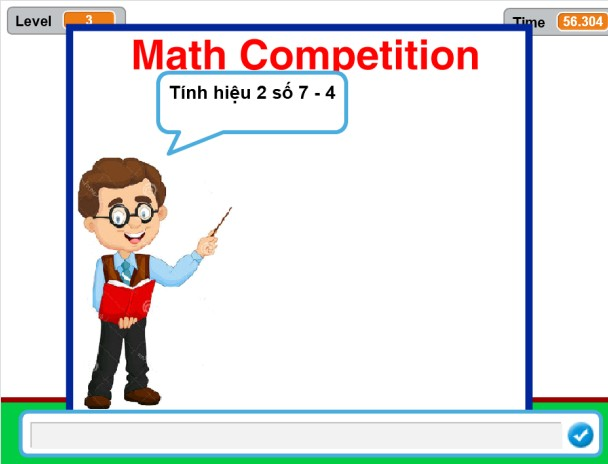 Level 3
Time 56.304
Math Competition
Tính hiệu 2 số 7 - 4